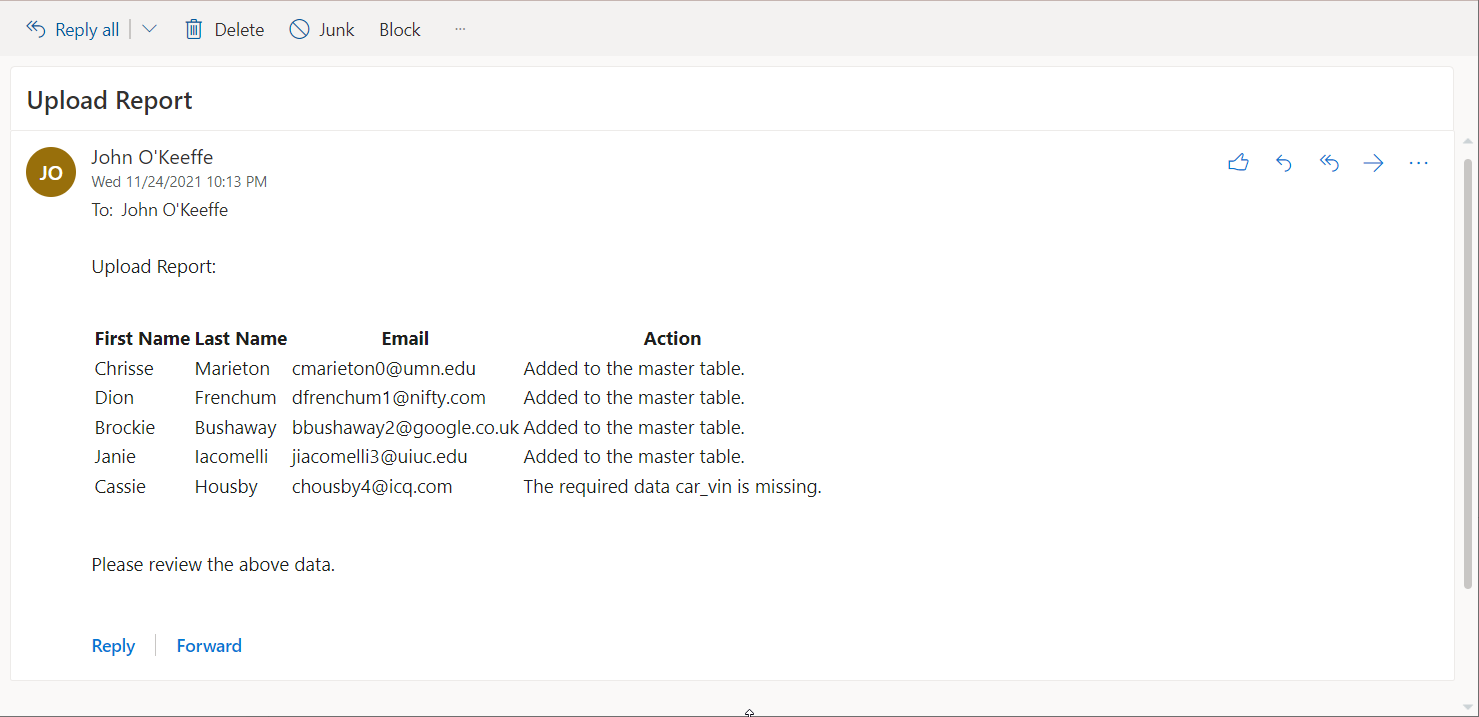 Reply all Delete Junk Block ...
Upload Report
JO
John O'Keeffe
Wed 11/24/2021 10:13 PM
To: John O'Keeffe
Upload Report:
First Name Last Name Email Action
Chrisse Marieton cmarieton0@umn.edu Added to the master table.
Dion Frenchum dfrenchum1@nifty.com Added to the master table.
Brockie Bushaway bbushaway2@google.co.uk Added to the master table.
Janie Iacomelli jiacomelli3@uiuc.edu Added to the master table.
Cassie Housby chousby4@icq.com The required data car_vin is missing.
Please review the above data.
Reply Forward